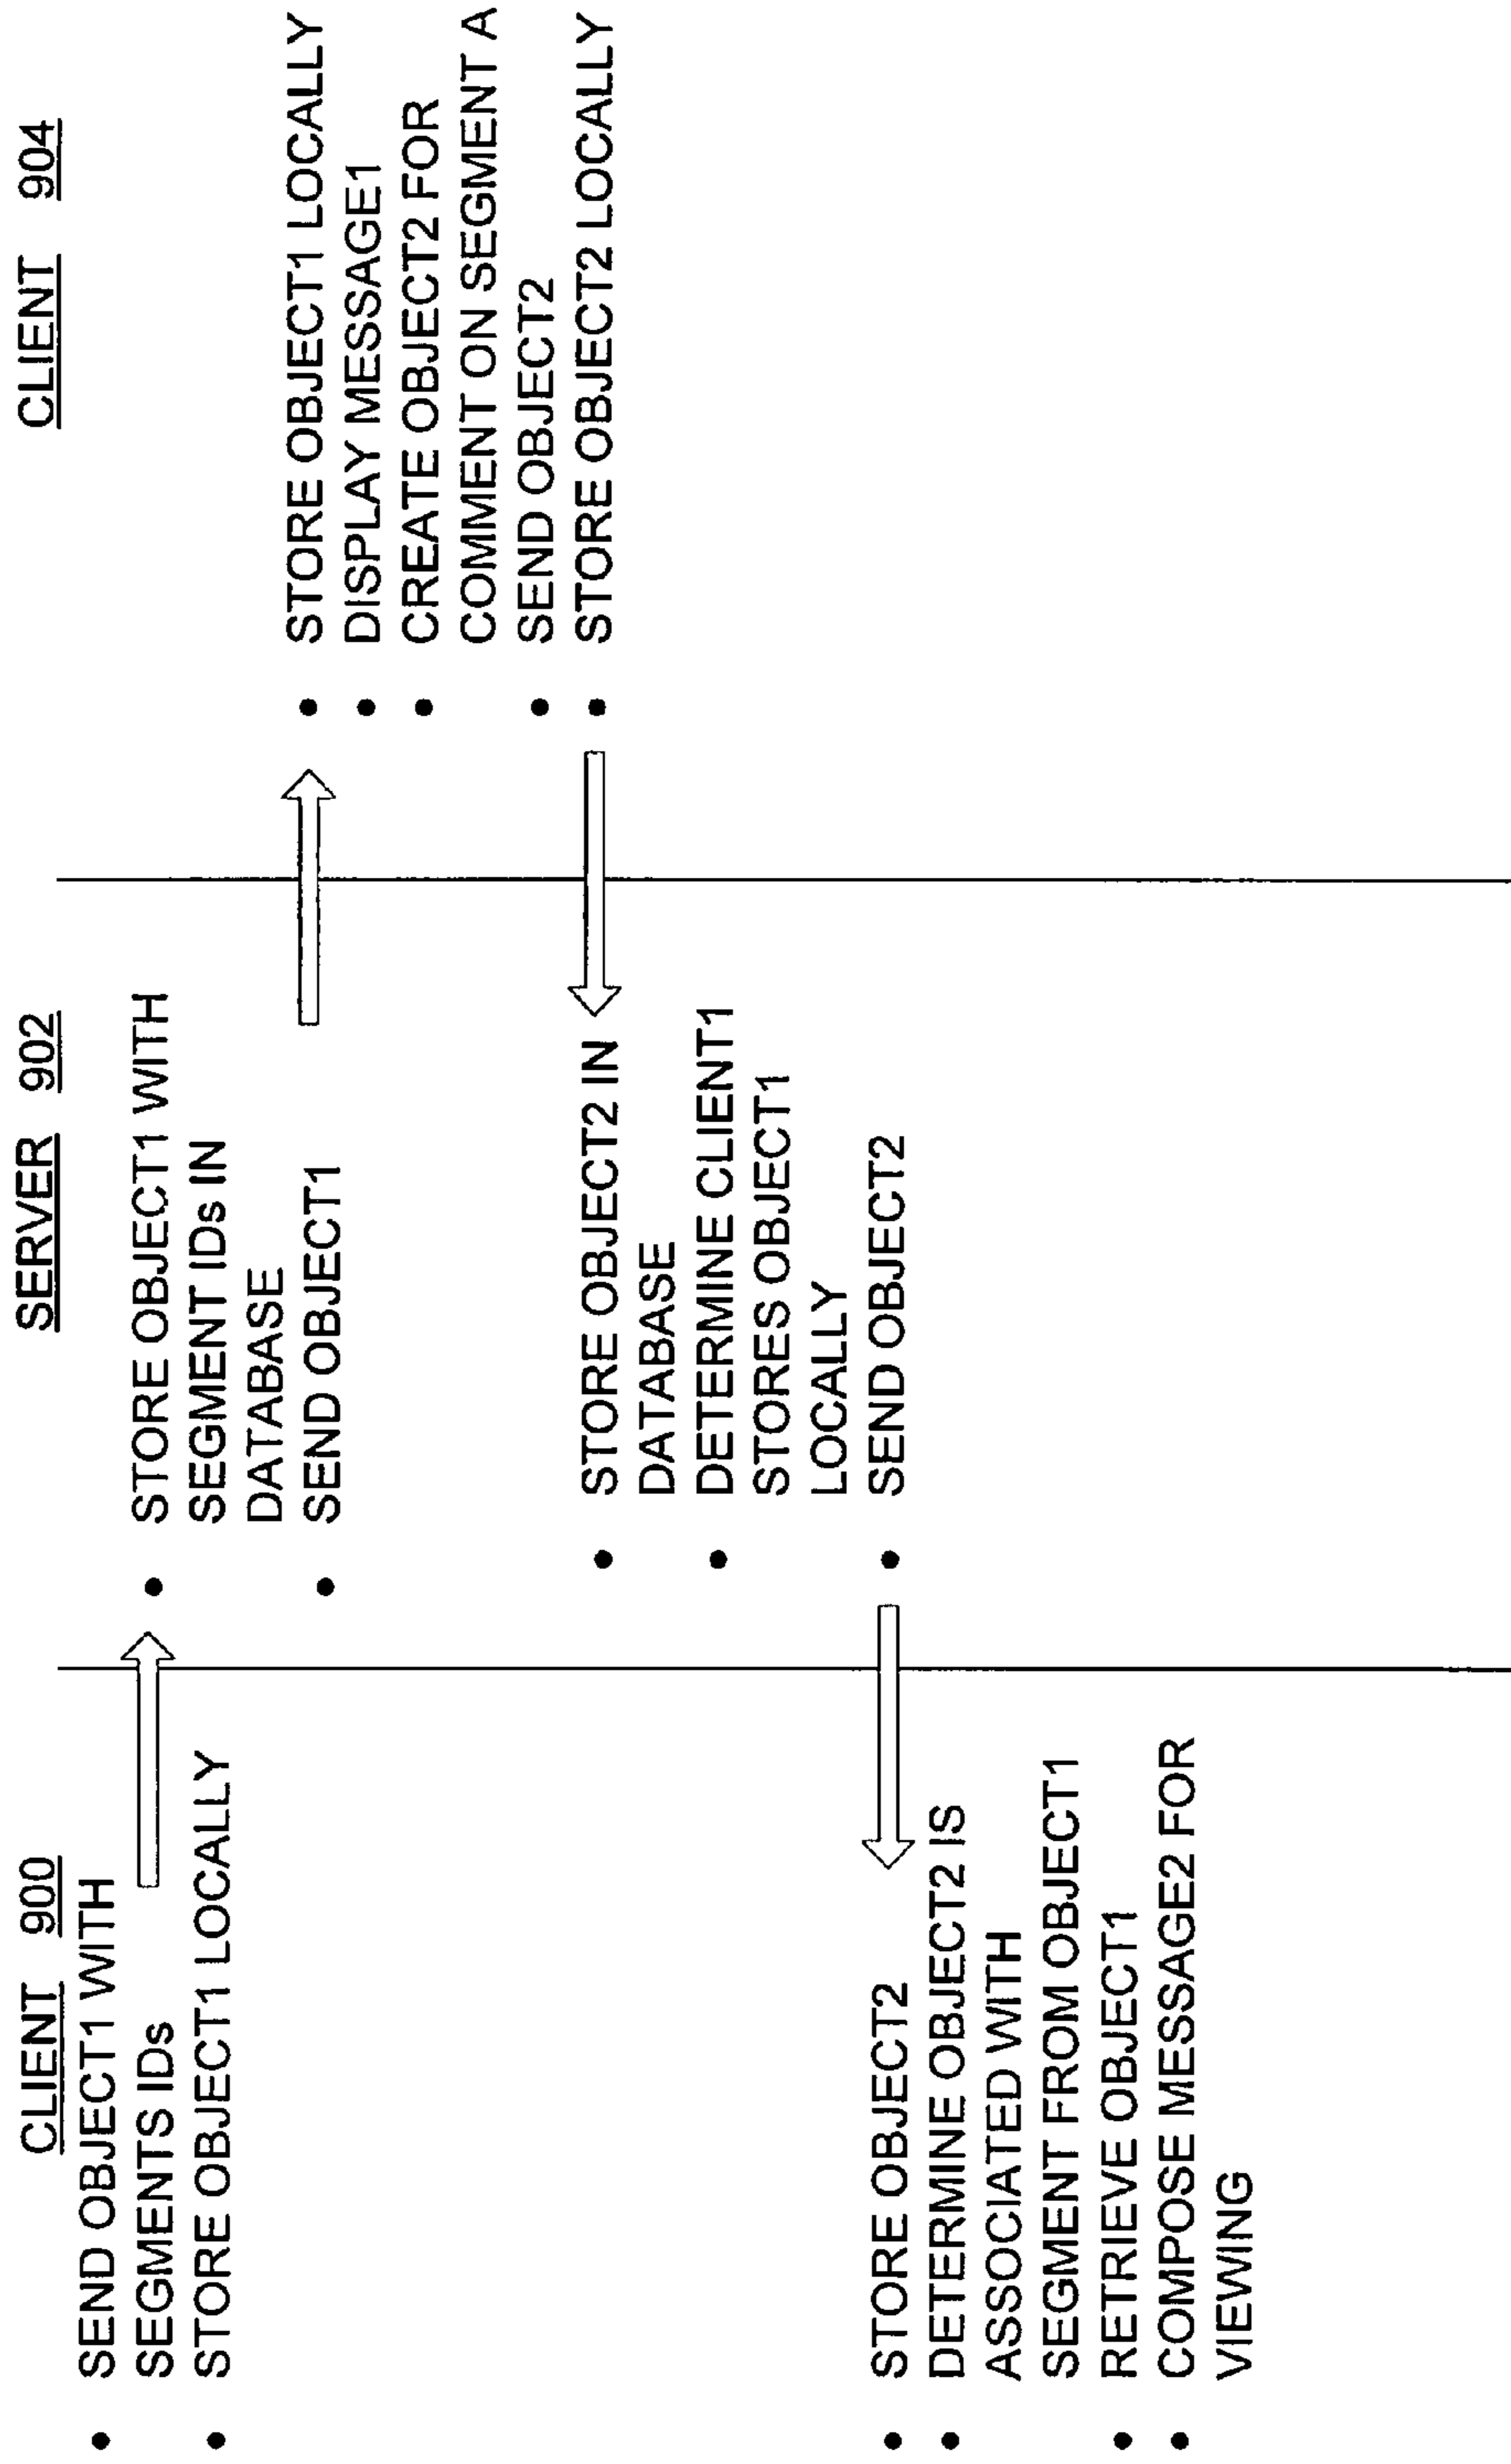 CLIENT 900
• SEND OBJECT1 WITH
SEGMENTS IDs
• STORE OBJECT1 LOCALLY
• STORE OBJECT2
• DETERMINE OBJECT2 IS
ASSOCIATED WITH
SEGMENT FROM OBJECT1
• RETRIEVE OBJECT1
• COMPOSE MESSAGE2 FOR
VIEWING
SERVER 902
• STORE OBJECT1 WITH
SEGMENT IDs IN
DATABASE
• SEND OBJECT1
• STORE OBJECT2 IN
DATABASE
• DETERMINE CLIENT1
STORES OBJECT1
LOCALLY
• SEND OBJECT2
CLIENT 904
• STORE OBJECT1 LOCALLY
• DISPLAY MESSAGE1
• CREATE OBJECT2 FOR
COMMENT ON SEGMENT A
• SEND OBJECT2
• STORE OBJECT2 LOCALLY